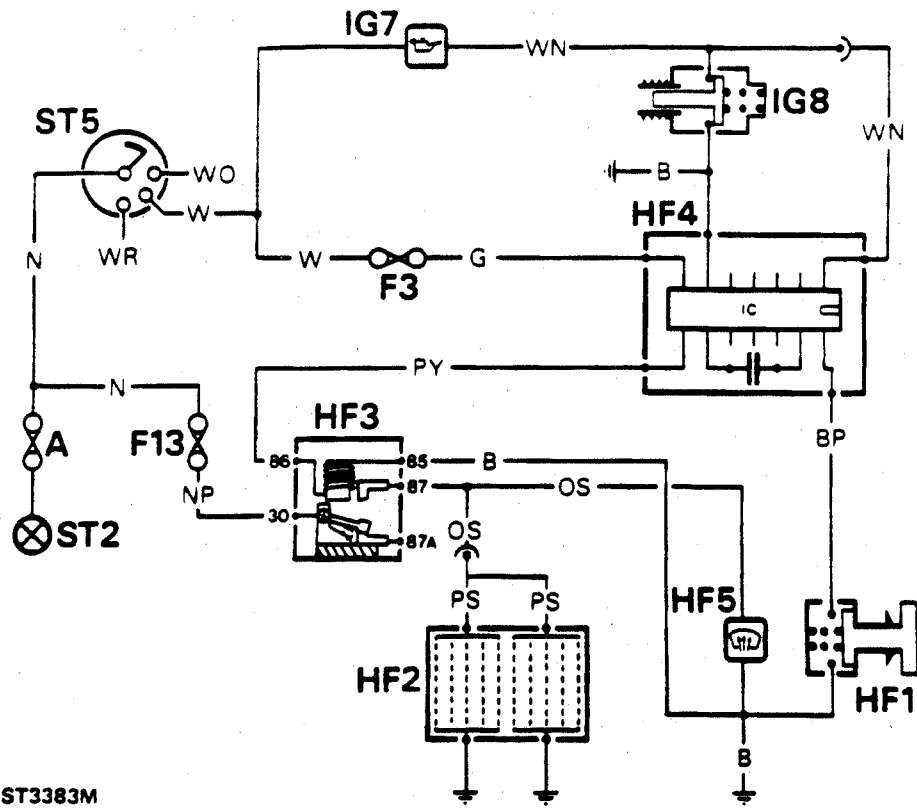 IG7
WN
IG8
ST5
WO
WN
W
B
HF4
WR
N
W
F3
G
IC
PY
N
HF3
A
F13
BP
86
85
B
87
OS
NP
30
OS
87A
ST2
PS
PS
HF5
HF2
HF1
B
ST3383M